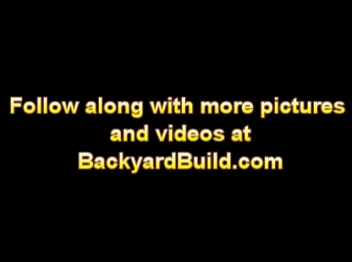 Follow along with more pictures
and videos at
BackyardBuild.com